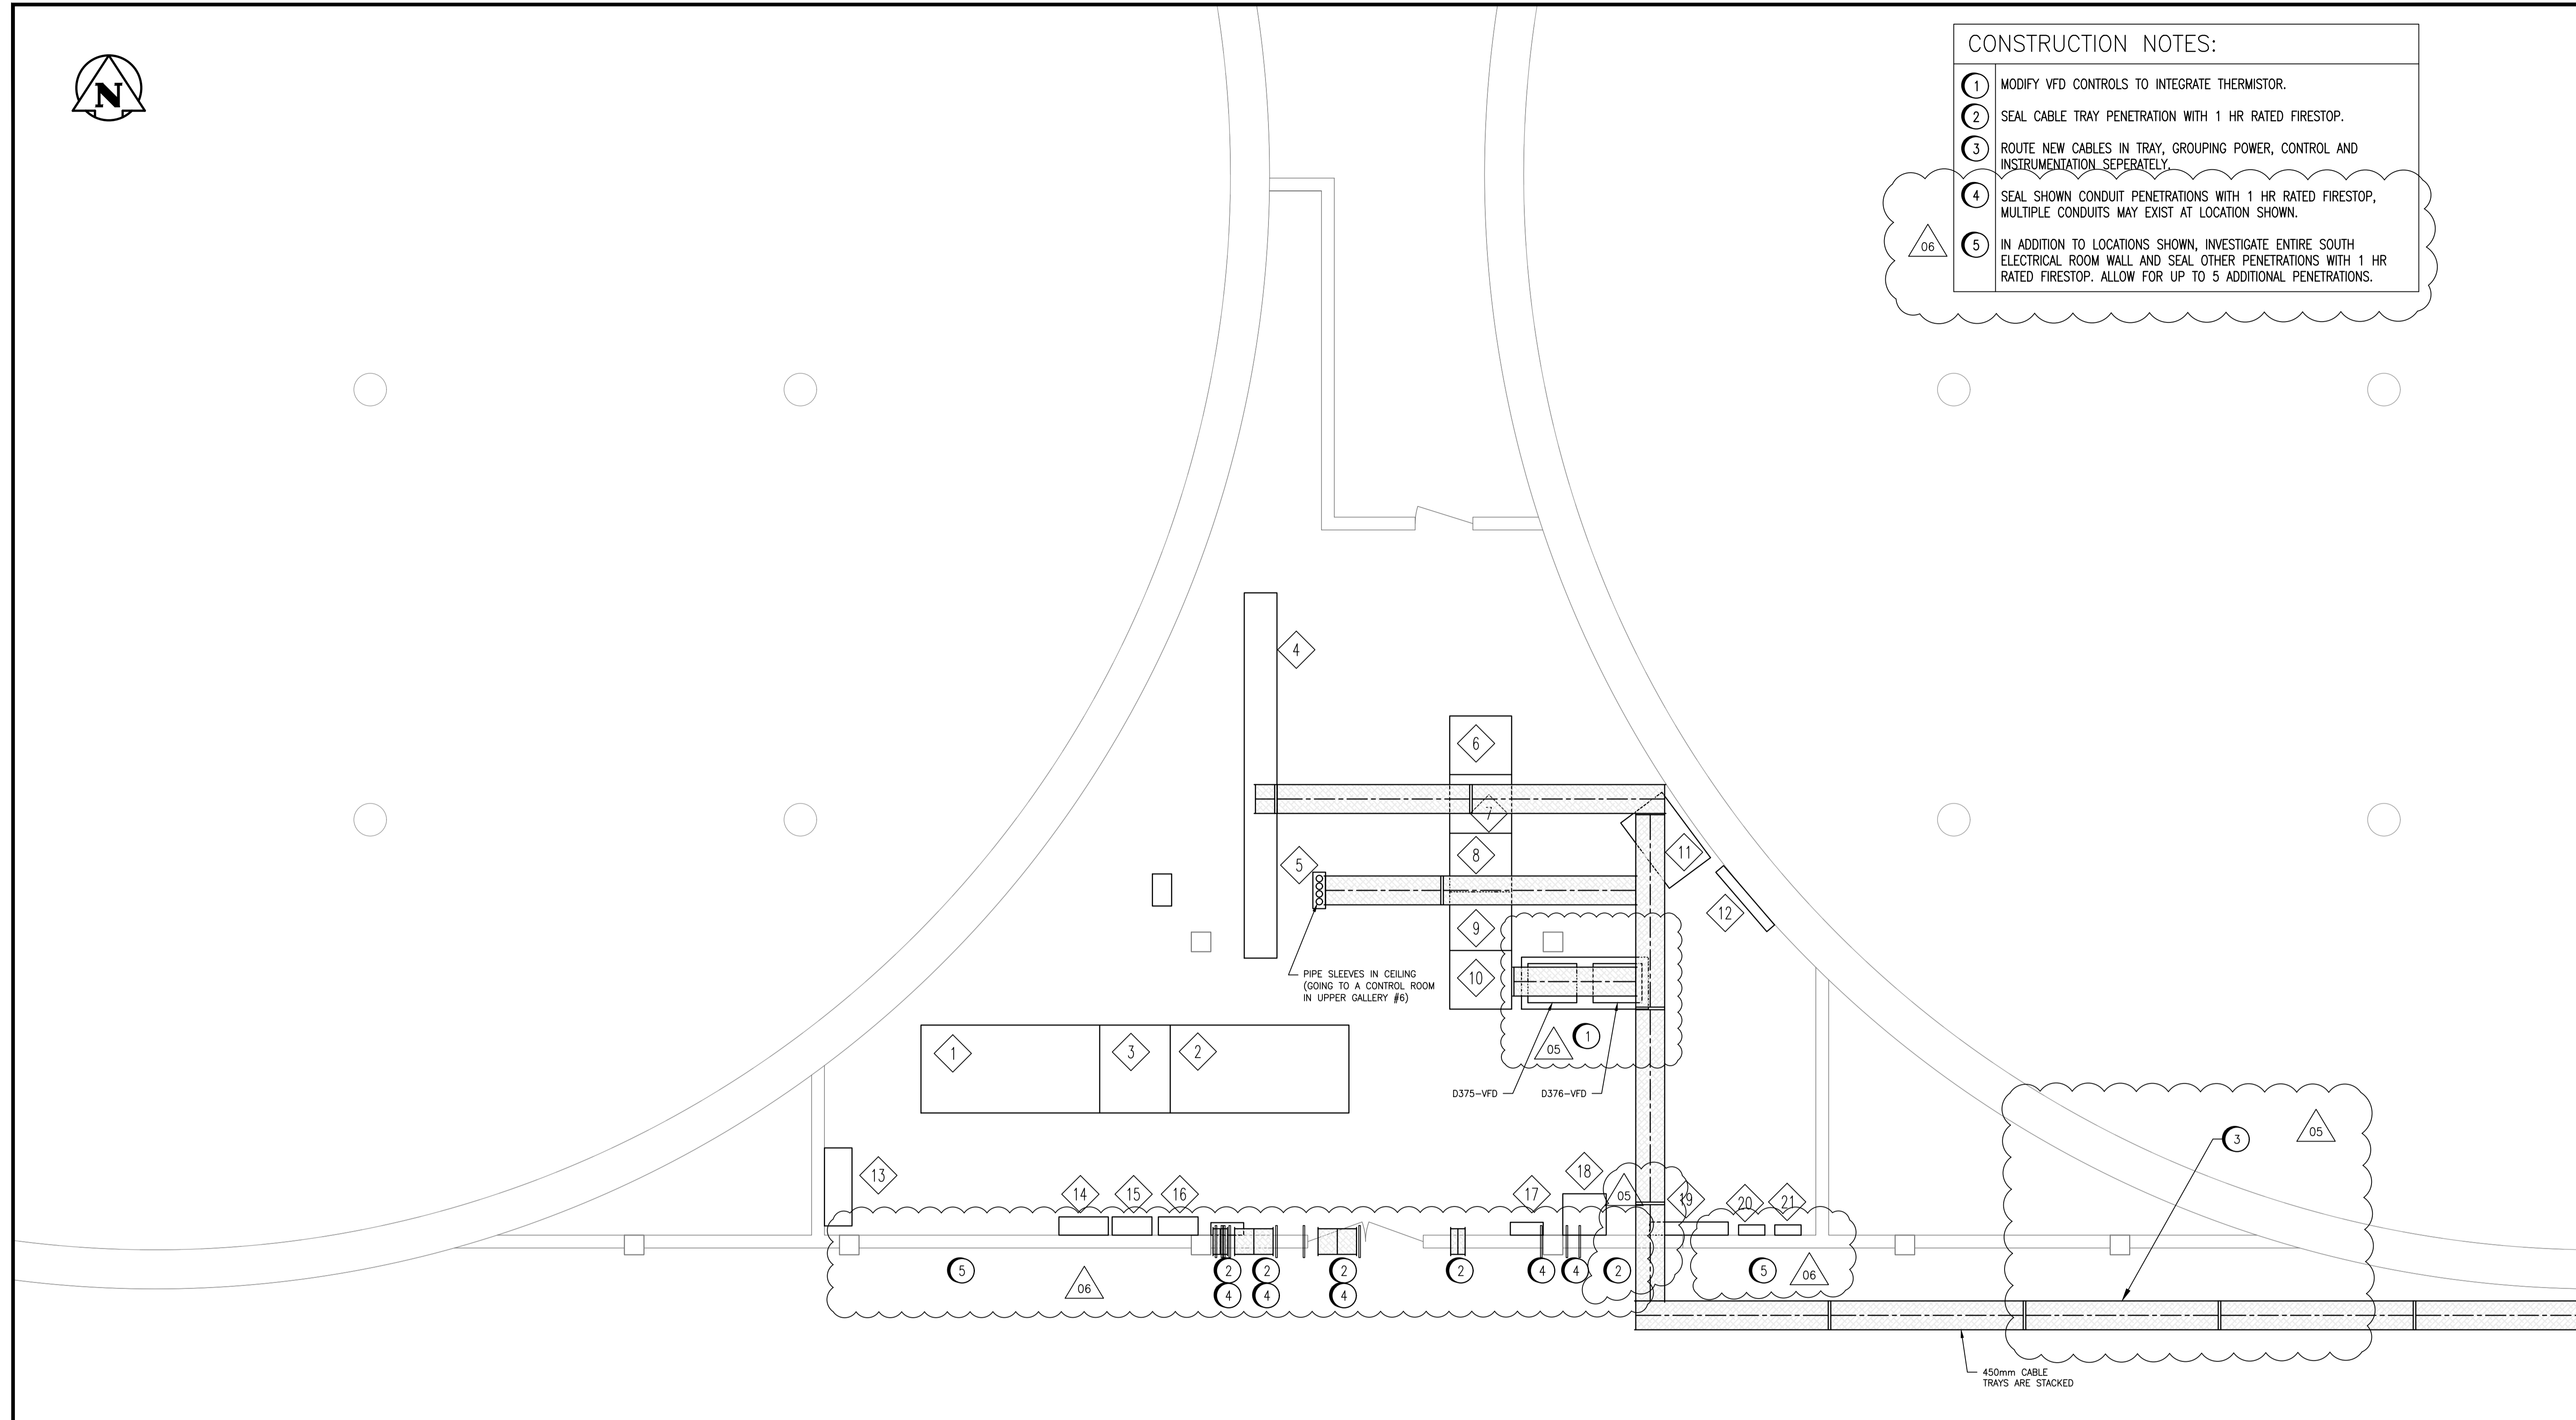 N
CONSTRUCTION NOTES:
1 MODIFY VFD CONTROLS TO INTEGRATE THERMISTOR.
2 SEAL CABLE TRAY PENETRATION WITH 1 HR RATED FIRESTOP.
3 ROUTE NEW CABLES IN TRAY, GROUPING POWER, CONTROL AND
INSTRUMENTATION SEPERATELY.
4 SEAL SHOWN CONDUIT PENETRATIONS WITH 1 HR RATED FIRESTOP,
MULTIPLE CONDUITS MAY EXIST AT LOCATION SHOWN.
06
5 IN ADDITION TO LOCATIONS SHOWN, INVESTIGATE ENTIRE SOUTH
ELECTRICAL ROOM WALL AND SEAL OTHER PENETRATIONS WITH 1 HR
RATED FIRESTOP. ALLOW FOR UP TO 5 ADDITIONAL PENETRATIONS.
4
6
7
8
11
5
12
9
10
PIPE SLEEVES IN CEILING
(GOING TO A CONTROL ROOM
IN UPPER GALLERY #6)
1
05
1
3
2
D375-VFD
D376-VFD
3
05
13
18
14
15
16
17
05
19
20
21
5
06
2
2
2
2
4
4
2
5
06
4
4
4
450mm CABLE
TRAYS ARE STACKED